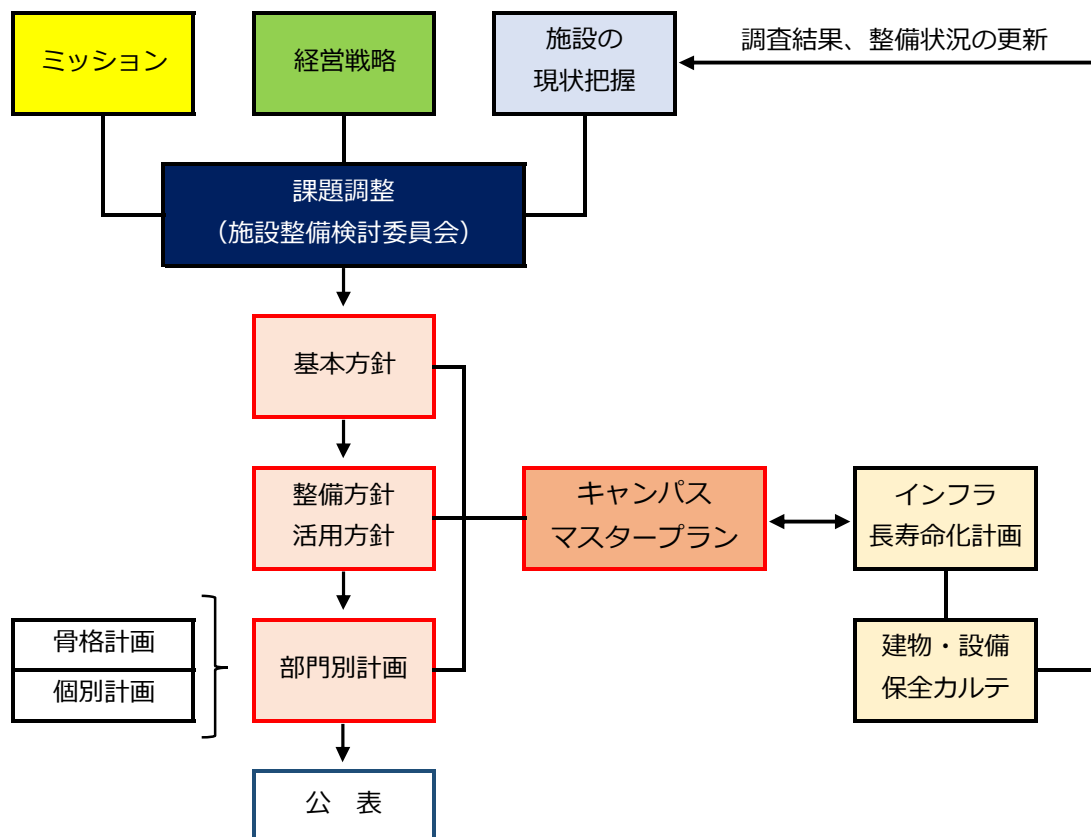 ミッション
経営戦略
施設の
現状把握
調査結果、整備状況の更新
課題調整
（施設整備検討委員会）
基本方針
整備方針
活用方針
キャンパス
マスタープラン
インフラ
長寿命化計画
骨格計画
個別計画
部門別計画
建物・設備
保全カルテ
公　表